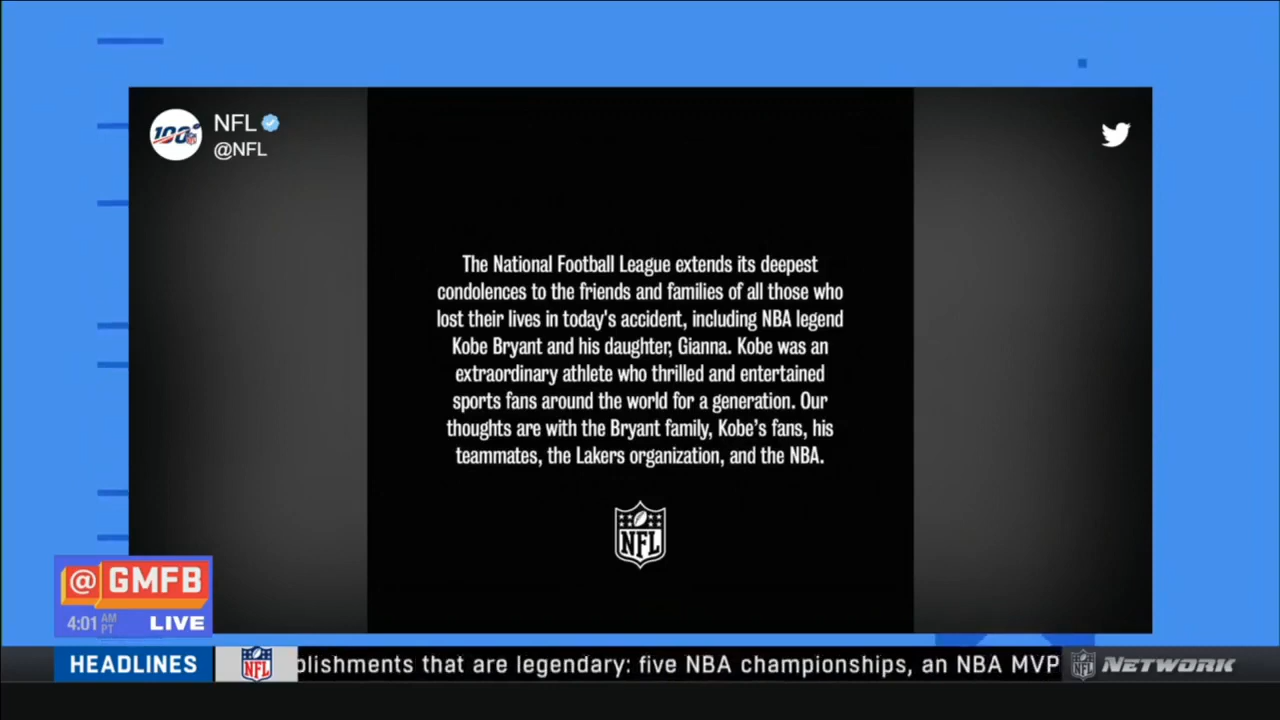 100
NFL
@NFL
The National Football League extends its deepest
condolences to the friends and families of all those who
lost their lives in today's accident, including NBA legend
Kobe Bryant and his daughter, Gianna. Kobe was an
extraordinary athlete who thrilled and entertained
sports fans around the world for a generation. Our
thoughts are with the Bryant family, Kobe’s fans, his
teammates, the Lakers organization, and the NBA.
NFL
@ GMFB
4:01 AM PT LIVE
HEADLINES NFL plishments that are legendary: five NBA championships, an NBA MVP NFL NETWORK